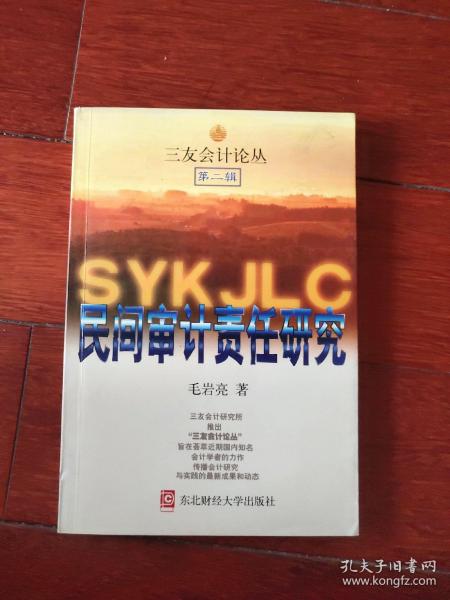 三友会计论丛
第二辑
SYKJLC
民间审计责任研究
毛岩亮 著
三友会计研究所
推出
“三友会计论丛”
旨在荟萃近期国内知名
会计学者的力作
传播会计研究
与实践的最新成果和动态
东北财经大学出版社
孔夫子旧书网
www.kongfz.com